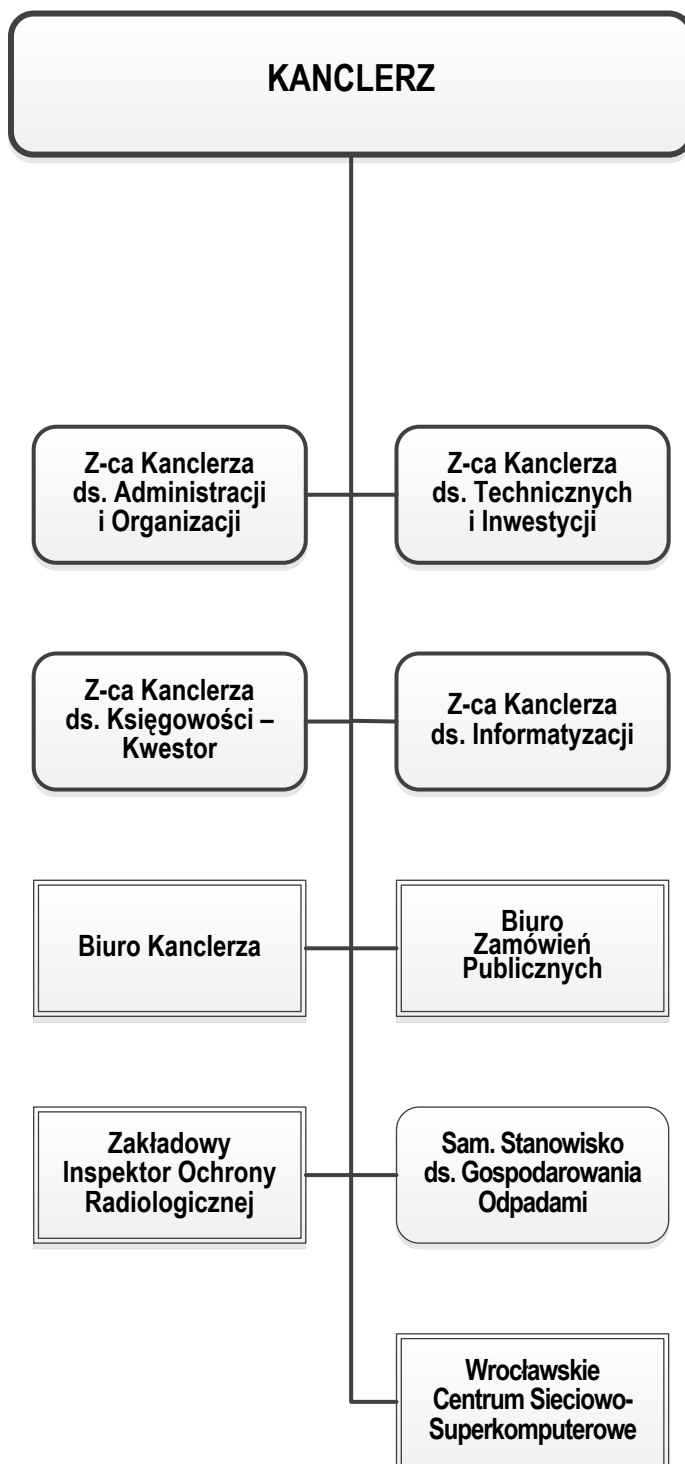 KANCLERZ
Z-ca Kanclerza
ds. Administracji
i Organizacji
Z-ca Kanclerza
ds. Technicznych
i Inwestycji
Z-ca Kanclerza
ds. Księgowości –
Kwestor
Z-ca Kanclerza
ds. Informatyzacji
Biuro Kanclerza
Biuro
Zamówień
Publicznych
Zakładowy
Inspektor Ochrony
Radiologicznej
Sam. Stanowisko
ds. Gospodarowania
Odpadami
Wrocławskie
Centrum Sieciowo-
Superkomputerowe